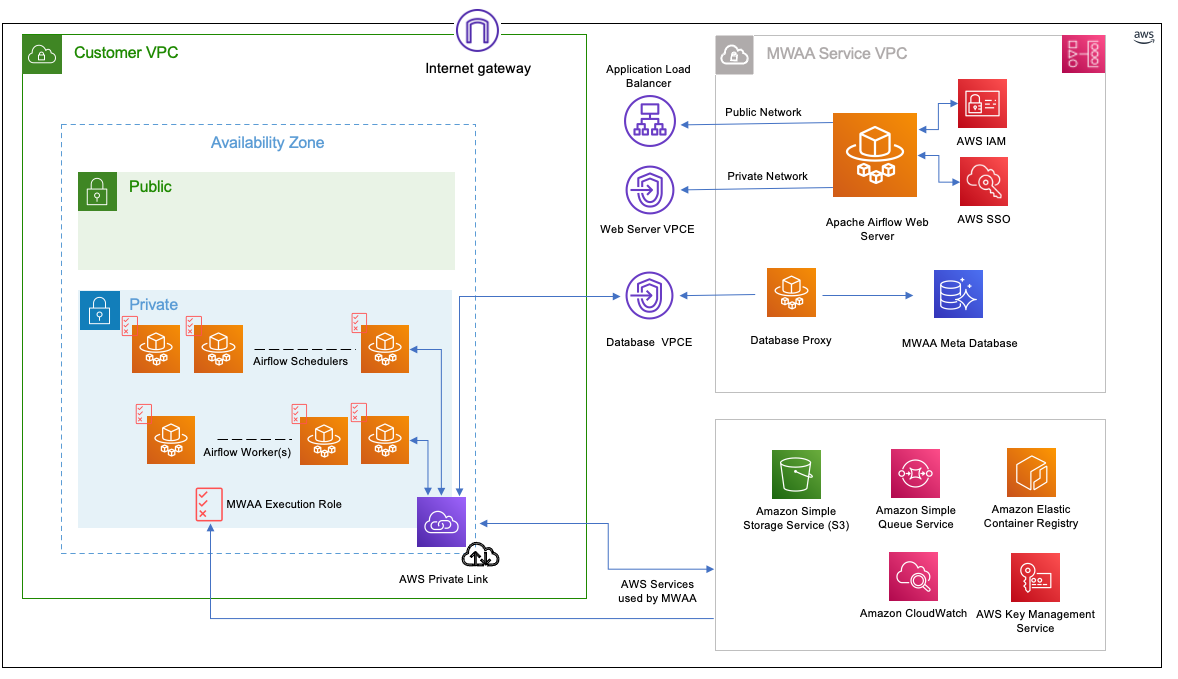 aws
Customer VPC
Internet gateway
Availability Zone
Public
Private
Airflow Schedulers
Airflow Worker(s)
MWAA Execution Role
AWS Private Link
Application Load
Balancer
Web Server VPCE
Database  VPCE
Public Network
Private Network
MWAA Service VPC
Apache Airflow Web
Server
AWS IAM
AWS SSO
Database Proxy
MWAA Meta Database
AWS Services
used by MWAA
Amazon Simple
Storage Service (S3)
Amazon Simple
Queue Service
Amazon Elastic
Container Registry
Amazon CloudWatch
AWS Key Management
Service